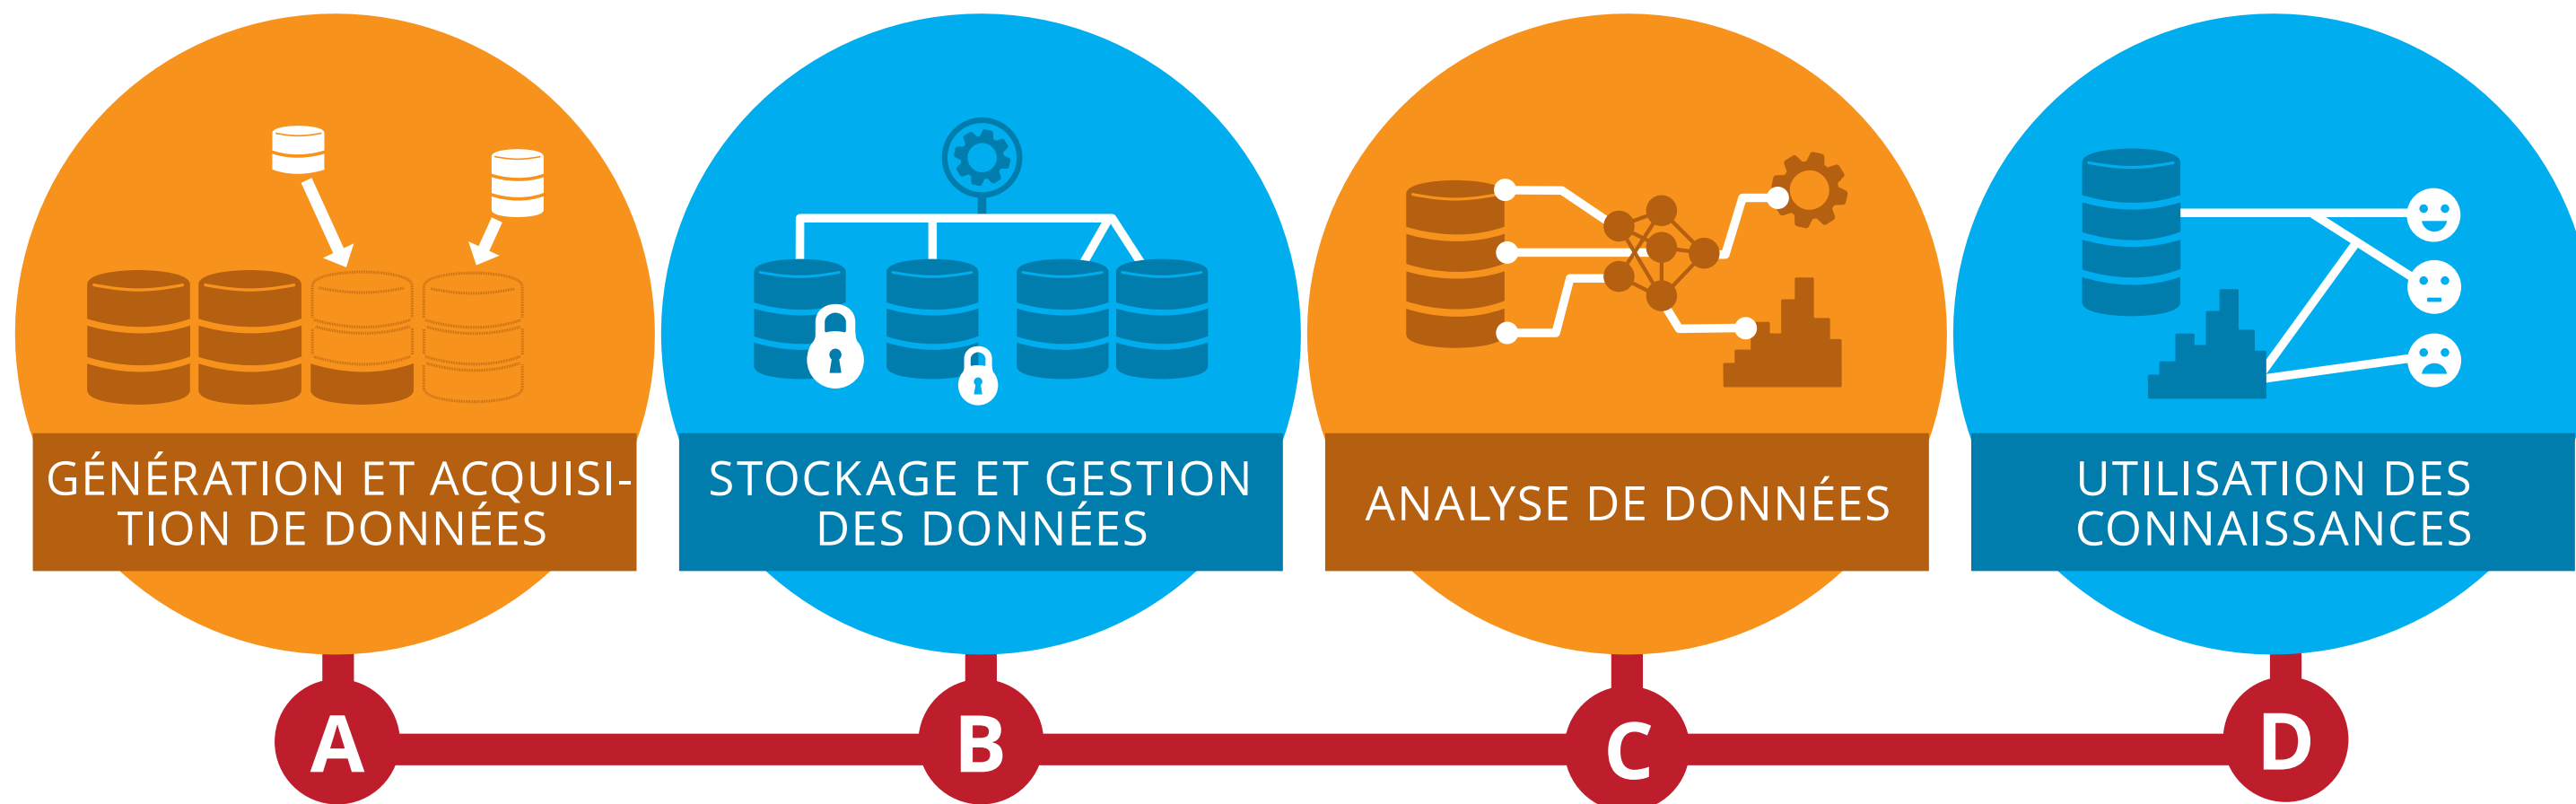 GÉNÉRATION ET ACQUISI-
TION DE DONNÉES
STOCKAGE ET GESTION
DES DONNÉES
ANALYSE DE DONNÉES
UTILISATION DES
CONNAISSANCES
A
B
C
D